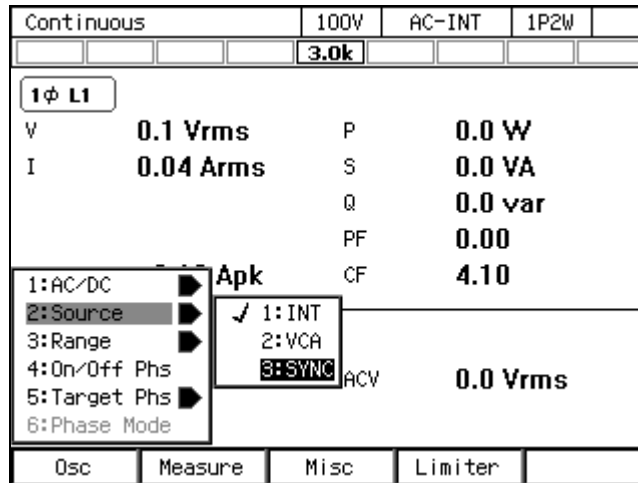 Continuous 100V AC-INT 1P2W
3.0k
1ϕ L1
V 0.1 Vrms P 0.0 W
I 0.04 Arms S 0.0 VA
Q 0.0 var
PF 0.00
Apk CF 4.10
1:AC/DC
2:Source ✓ 1:INT
3:Range 2:VCA
4:On/Off Phs 3:SYNC
5:Target Phs ACV 0.0 Vrms
6:Phase Mode
Osc Measure Misc Limiter